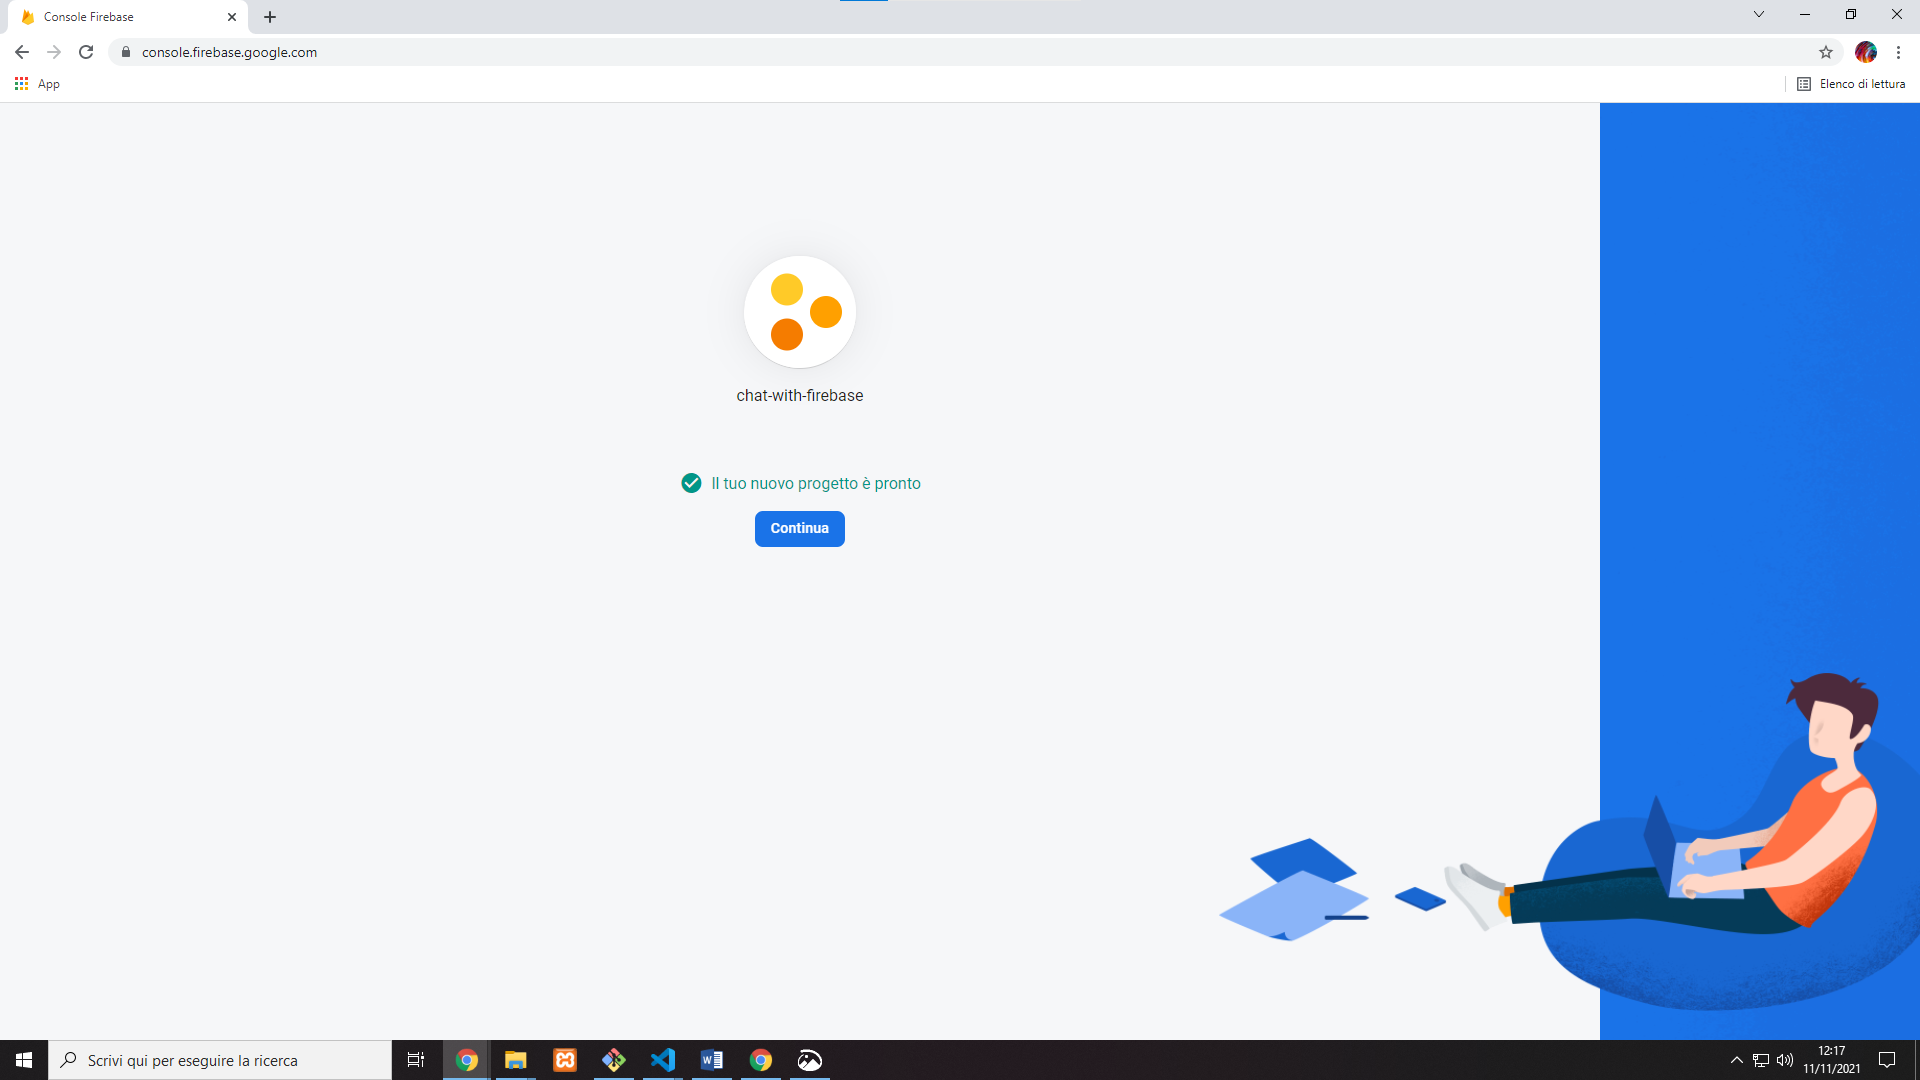 Console Firebase
console.firebase.google.com
App
Elenco di lettura
chat-with-firebase
Il tuo nuovo progetto è pronto
Continua
Scrivi qui per eseguire la ricerca
12:17
11/11/2021